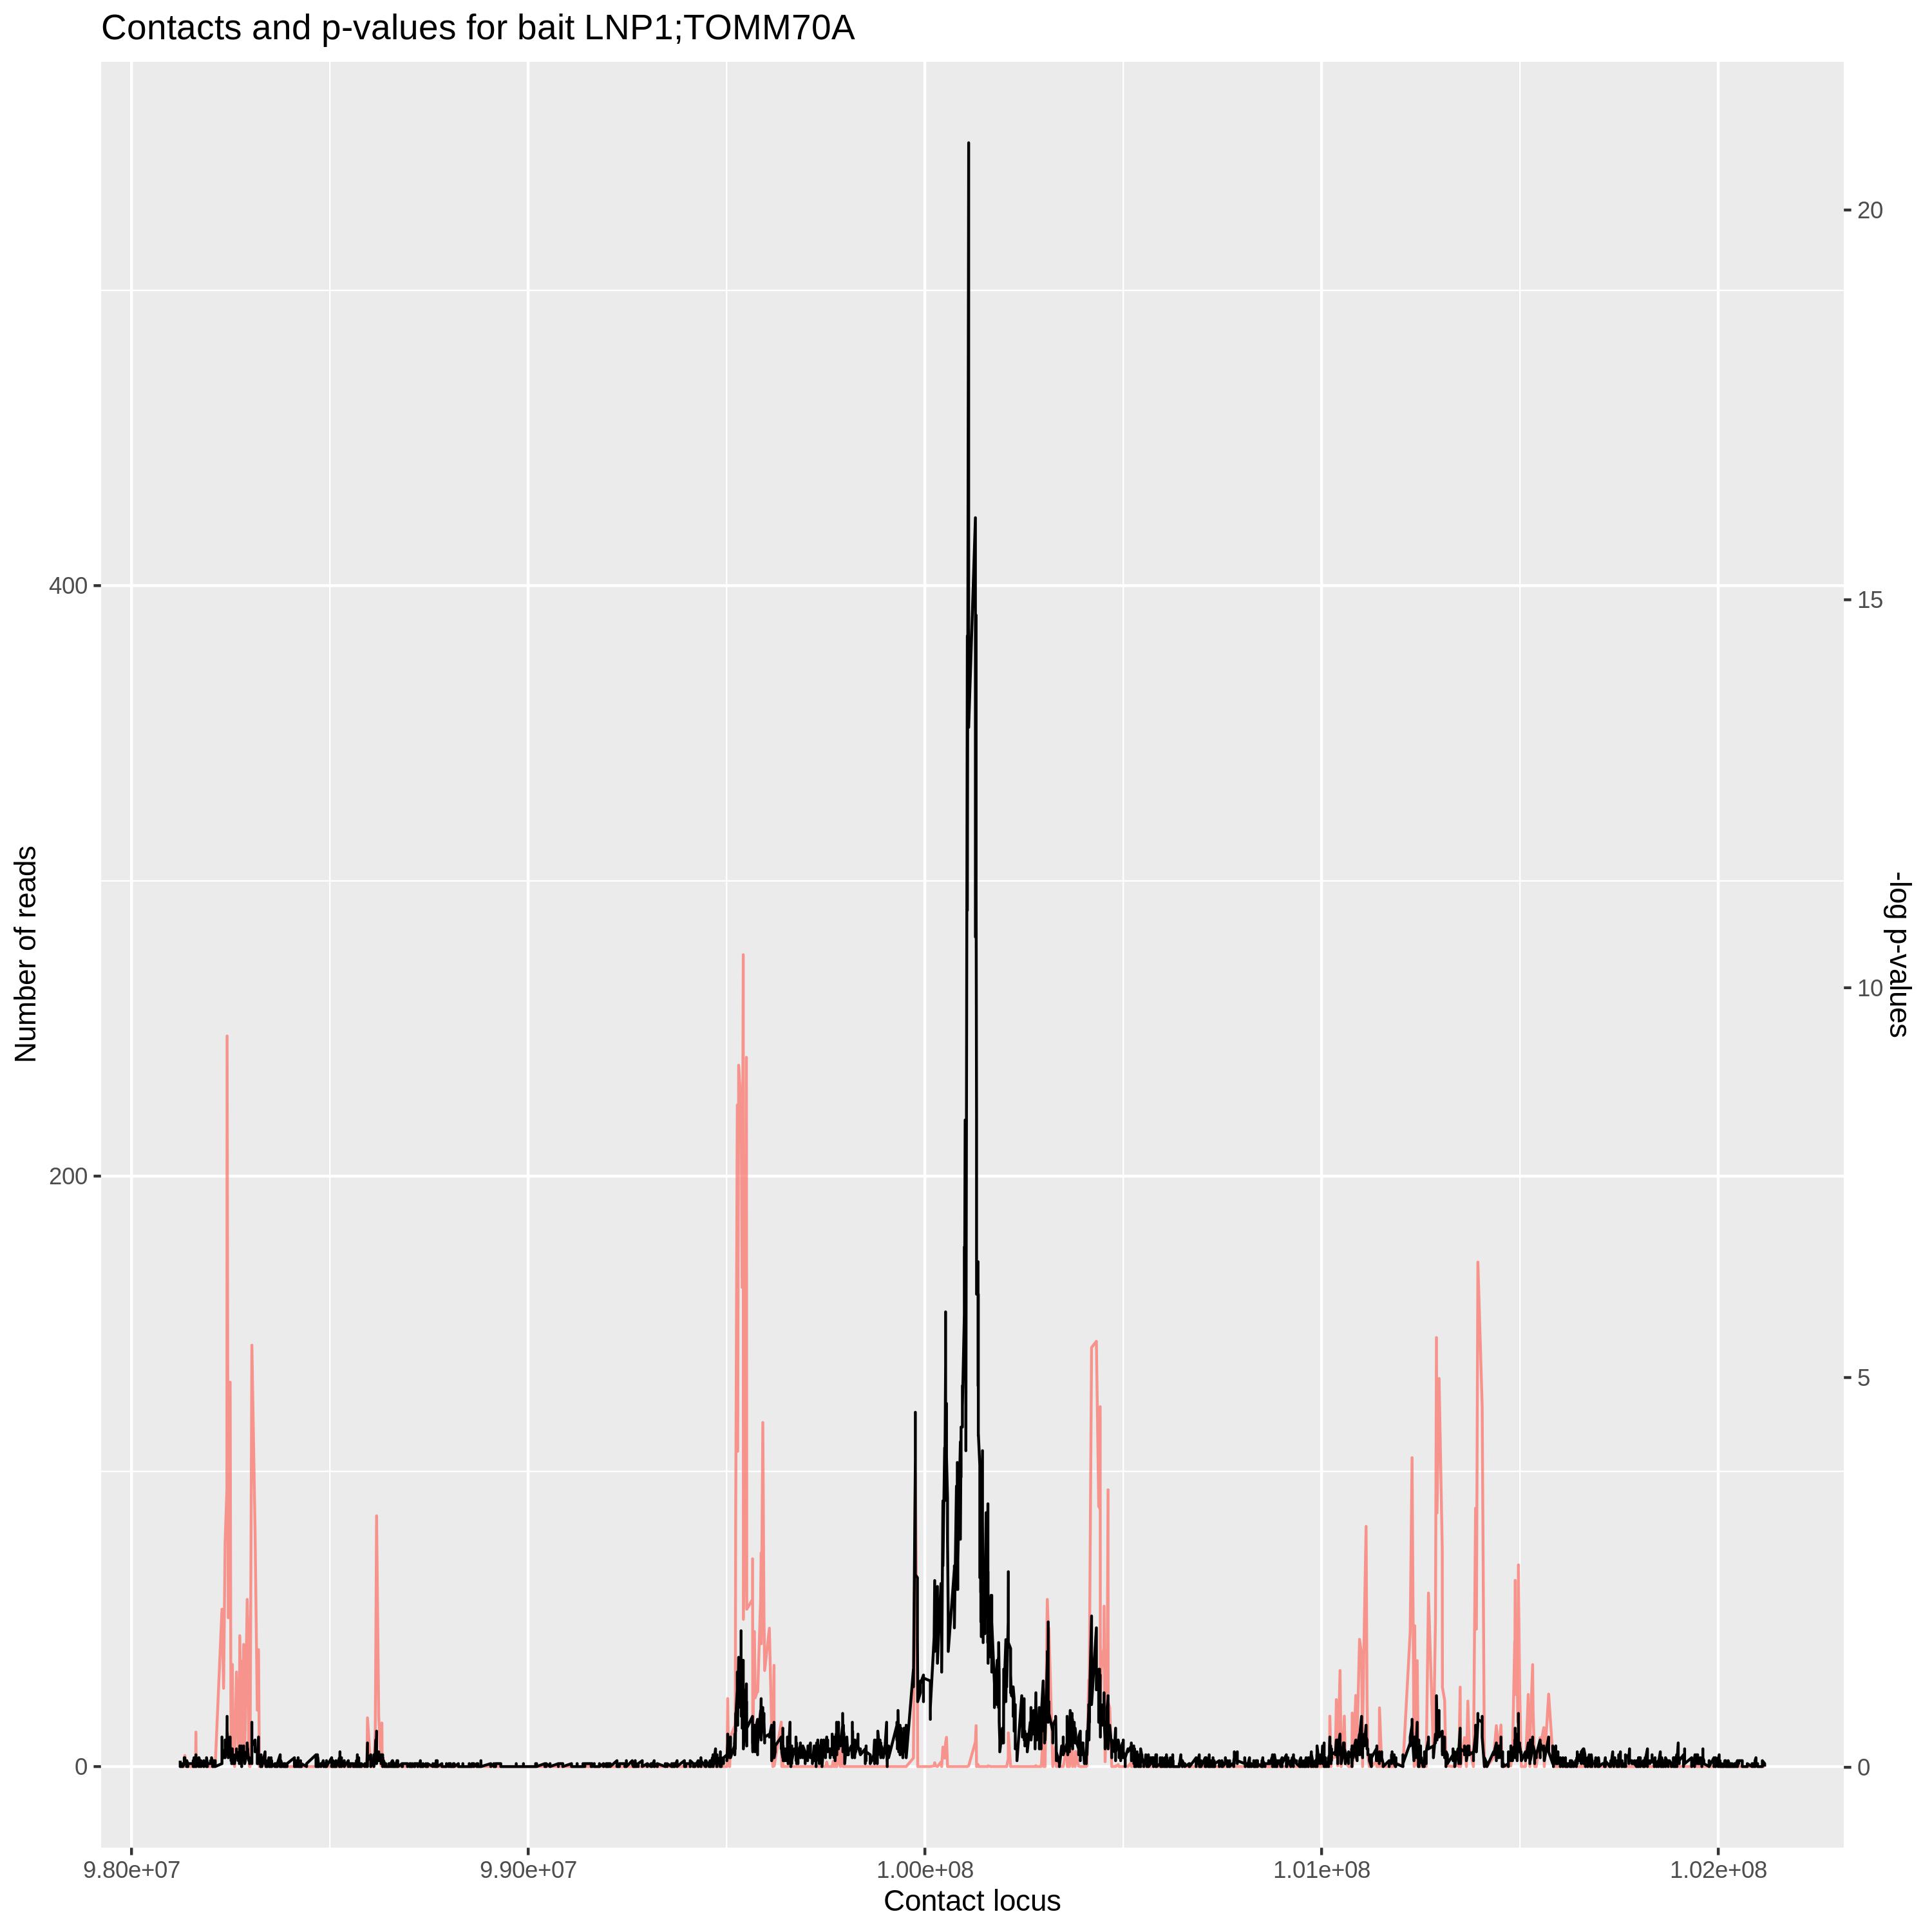 Contacts and p-values for bait LNP1;TOMM70A
Number of reads
400
200
0
20
15
10
5
0
-log p-values
9.80e+07
9.90e+07
1.00e+08
1.01e+08
1.02e+08
Contact locus